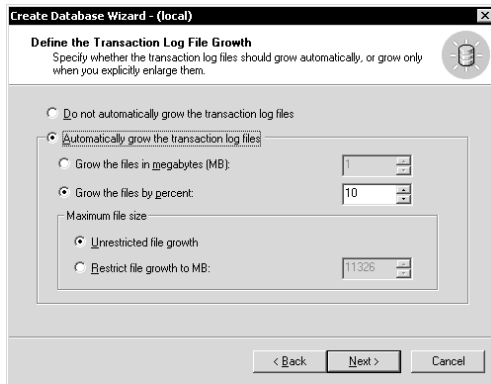 Create Database Wizard - (local)
Define the Transaction Log File Growth
Specify whether the transaction log files should grow automatically, or grow only
when you explicitly enlarge them.
Do not automatically grow the transaction log files
Automatically grow the transaction log files
Grow the files in megabytes (MB): 1
Grow the files by percent: 10
Maximum file size
Unrestricted file growth
Restrict file growth to MB: 11326
< Back Next > Cancel